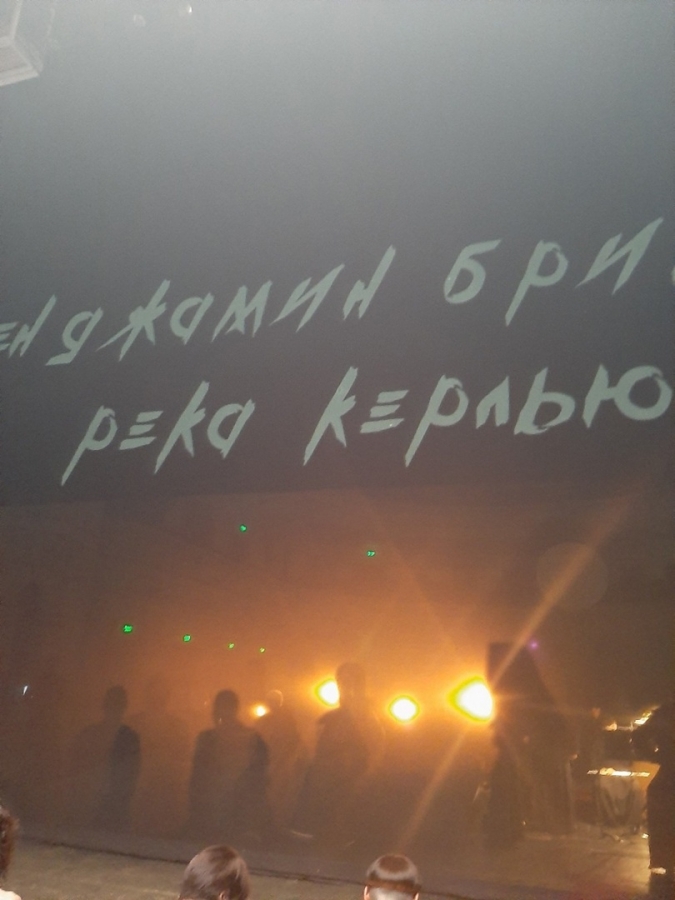 енджамин бри
река керлью